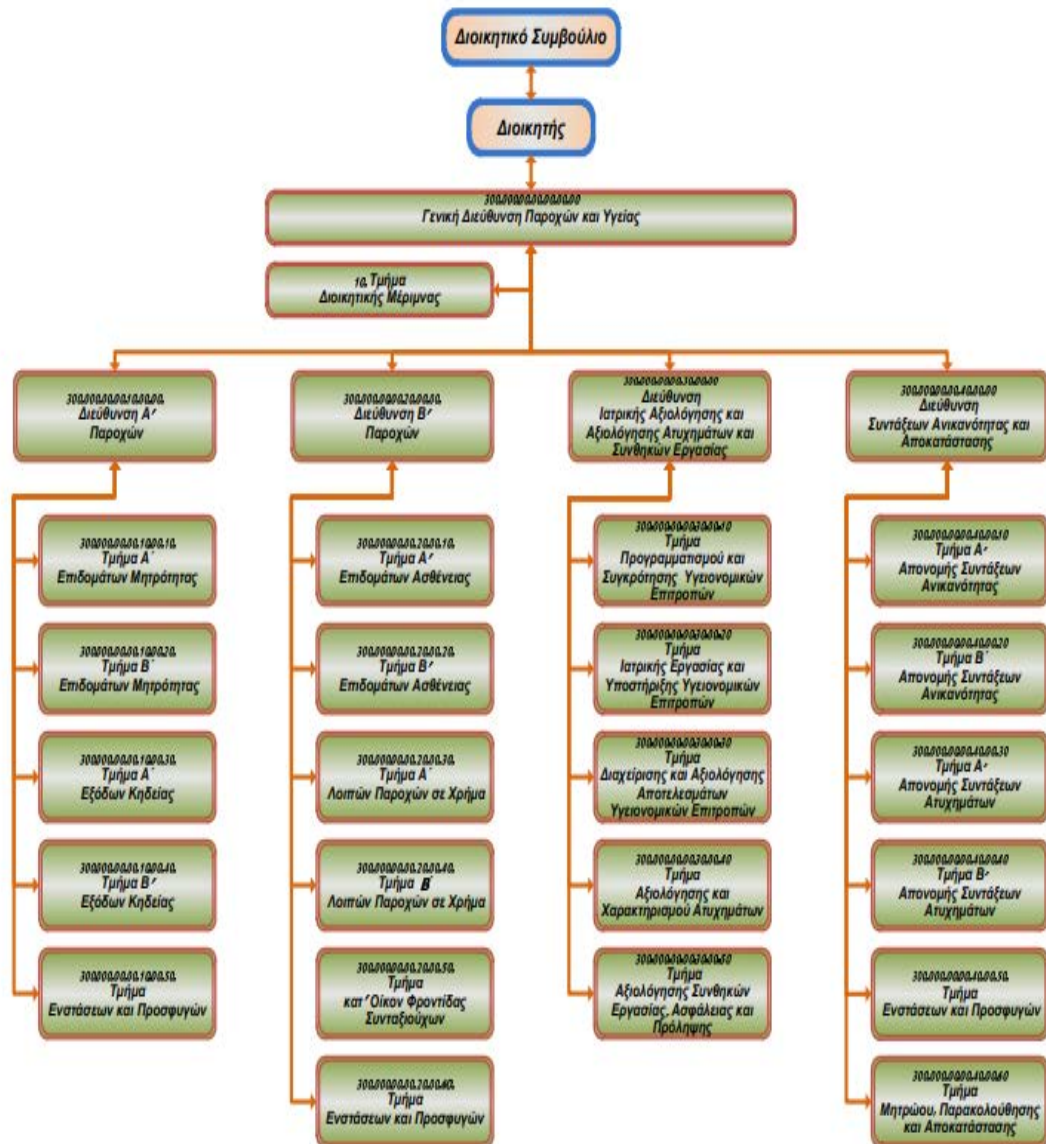 Διοικητικό Συμβούλιο
Διοικητής
Γενική Διεύθυνση Παροχών και Υγείας
10. Τμήμα
Διοικητικής Μέριμνας
Διεύθυνση Α'
Παροχών
Τμήμα Α΄
Επιδομάτων Μητρότητας
Τμήμα Β΄
Επιδομάτων Μητρότητας
Τμήμα Α΄
Εξόδων Κηδείας
Τμήμα Β'
Εξόδων Κηδείας
Τμήμα
Ενστάσεων και Προσφυγών
Διεύθυνση Β'
Παροχών
Τμήμα Α'
Επιδομάτων Ασθένειας
Τμήμα Β'
Επιδομάτων Ασθένειας
Τμήμα Α΄
Λοιπών Παροχών σε Χρήμα
Τμήμα Β΄
Λοιπών Παροχών σε Χρήμα
Τμήμα
κατ' Οίκον Φροντίδας
Συνταξιούχων
Τμήμα
Ενστάσεων και Προσφυγών
Διεύθυνση
Ιατρικής Αξιολόγησης και
Αξιολόγησης Ατυχημάτων και
Συνθηκών Εργασίας
Τμήμα
Προγραμματισμού και
Συγκρότησης Υγειονομικών
Επιτροπών
Τμήμα
Ιατρικής Εργασίας και
Υποστήριξης Υγειονομικών
Επιτροπών
Τμήμα
Διαχείρισης και Αξιολόγησης
Αποτελεσμάτων
Υγειονομικών Επιτροπών
Τμήμα
Αξιολόγησης και
Χαρακτηρισμού Ατυχημάτων
Τμήμα
Αξιολόγησης Συνθηκών
Εργασίας, Ασφάλειας και
Πρόληψης
Διεύθυνση
Συντάξεων Ανικανότητας και
Αποκατάστασης
Τμήμα Α'
Απονομής Συντάξεων
Ανικανότητας
Τμήμα Β΄
Απονομής Συντάξεων
Ανικανότητας
Τμήμα Α'
Απονομής Συντάξεων
Ατυχημάτων
Τμήμα Β'
Απονομής Συντάξεων
Ατυχημάτων
Τμήμα
Ενστάσεων και Προσφυγών
Τμήμα
Μητρώου, Παρακολούθησης
και Αποκατάστασης